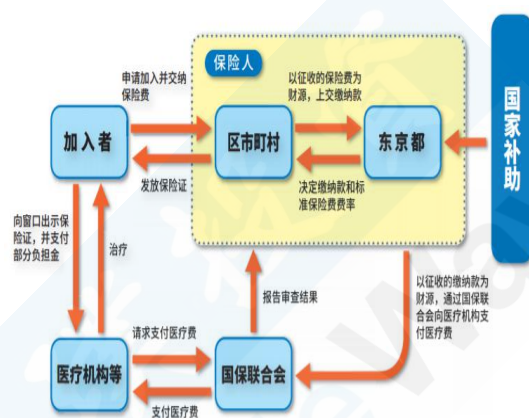 保险人
申请加入并交纳
保险费
以征收的保险费为
财源，上交缴纳款
国家补助
加入者
区市町村
东京都
发放保险证
决定缴纳款和标
准保险费费率
向窗口出示保
险证，并支付
部分负担金
治疗
报告审查结果
以征收的缴纳款为
财源，通过国保联
合会向医疗机构支
付医疗费
请求支付医疗费
医疗机构等
国保联合会
支付医疗费